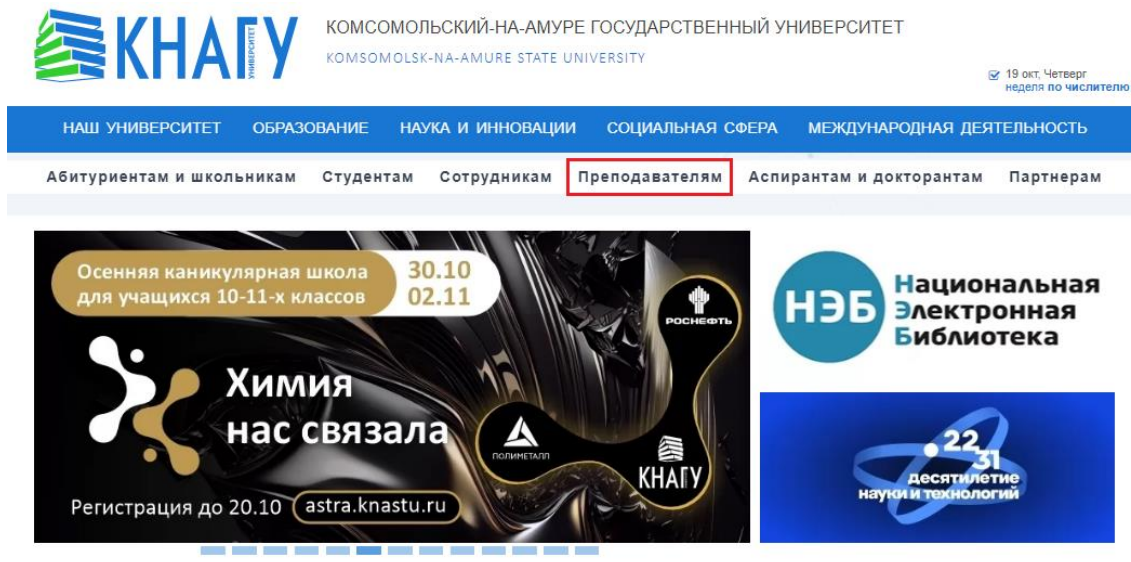 КНАГУ
УНИВЕРСИТЕТ
КОМСОМОЛЬСКИЙ-НА-АМУРЕ ГОСУДАРСТВЕННЫЙ УНИВЕРСИТЕТ
KOMSOMOLSK-NA-AMURE STATE UNIVERSITY
19 окт, Четверг
неделя по числителю
НАШ УНИВЕРСИТЕТ ОБРАЗОВАНИЕ НАУКА И ИННОВАЦИИ СОЦИАЛЬНАЯ СФЕРА МЕЖДУНАРОДНАЯ ДЕЯТЕЛЬНОСТЬ
Абитуриентам и школьникам Студентам Сотрудникам Преподавателям Аспирантам и докторантам Партнерам
Осенняя каникулярная школа
для учащихся 10-11-х классов
30.10
02.11
РОСНЕФТЬ
Химия
нас связала
ПОЛИМЕТАЛЛ
КНАГУ
Регистрация до 20.10 astra.knastu.ru
НЭБ
Национальная
Электронная
Библиотека
.22
31
десятилетие
науки и технологий